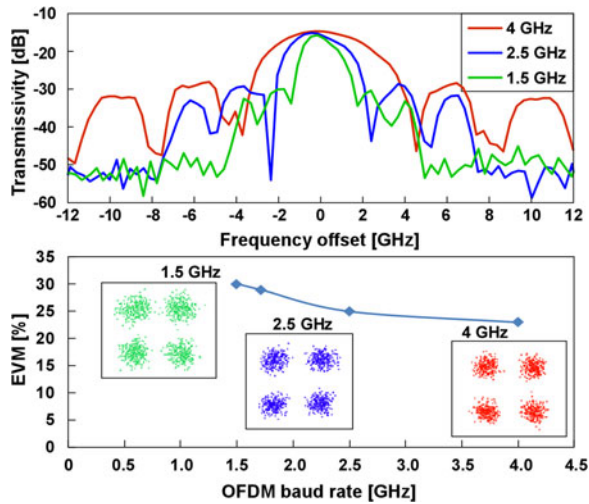 -10
-20
-30
-40
-50
-60
Transmissivity [dB]
4 GHz
2.5 GHz
1.5 GHz
-12 -10 -8 -6 -4 -2 0 2 4 6 8 10 12
Frequency offset [GHz]
35
30
25
20
15
10
5
0
EVM [%]
1.5 GHz
2.5 GHz
4 GHz
0 0.5 1.0 1.5 2.0 2.5 3.0 3.5 4.0 4.5
OFDM baud rate [GHz]